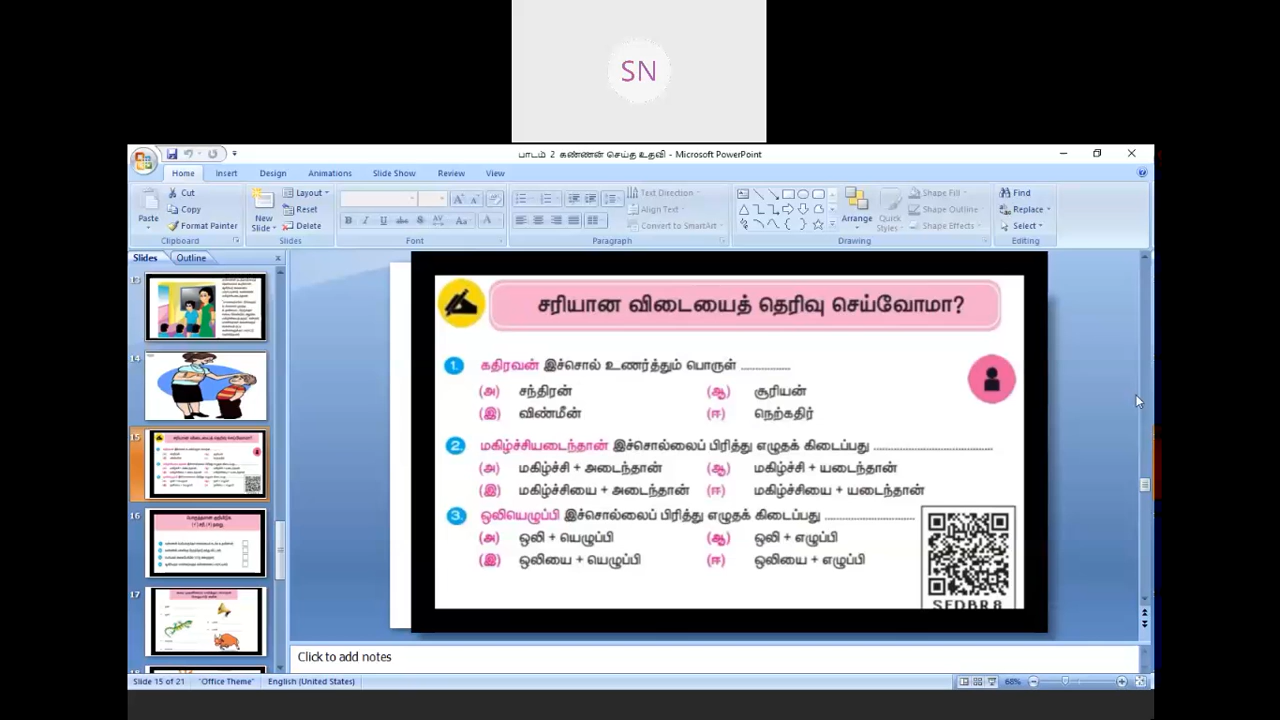 SN
பாடம் 2 கண்ணன் செய்த உதவி - Microsoft PowerPoint
Home Insert Design Animations Slide Show Review View
Cut
Copy
Format Painter
Paste
Clipboard
New Slide
Layout
Reset
Delete
Slides
Font
Text Direction
Align Text
Convert to SmartArt
Paragraph
Arrange
Quick Styles
Shape Fill
Shape Outline
Shape Effects
Drawing
Find
Replace
Select
Editing
Slides Outline
13
14
15
16
17
சரியான விடையைத் தெரிவு செய்வோமா?
1. கதிரவன் இச்சொல் உணர்த்தும் பொருள் ................
(அ) சந்திரன் (ஆ) சூரியன்
(இ) விண்மீன் (ஈ) நெற்கதிர்
2. மகிழ்ச்சியடைந்தான் இச்சொல்லைப் பிரித்து எழுதக் கிடைப்பது ................................
(அ) மகிழ்ச்சி + அடைந்தான் (ஆ) மகிழ்ச்சி + யடைந்தான்
(இ) மகிழ்ச்சியை + அடைந்தான் (ஈ) மகிழ்ச்சியை + யடைந்தான்
3. ஒலியெழுப்பி இச்சொல்லைப் பிரித்து எழுதக் கிடைப்பது ........................
(அ) ஒலி + யெழுப்பி (ஆ) ஒலி + எழுப்பி
(இ) ஒலியை + யெழுப்பி (ஈ) ஒலியை + எழுப்பி
Click to add notes
Slide 15 of 21 "Office Theme" English (United States) 68%